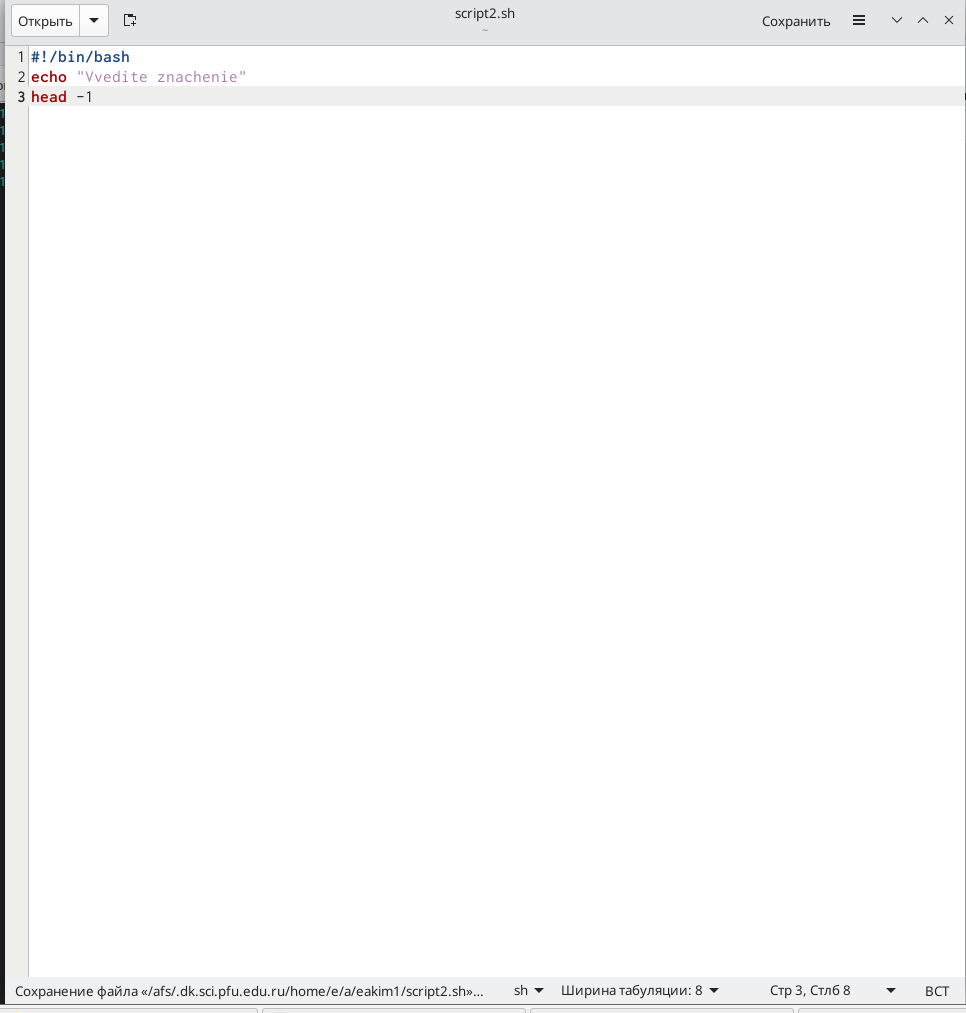 Открыть
script2.sh
~
Сохранить
1 #!/bin/bash
2 echo "Vvedite znachenie"
3 head -1
Сохранение файла «/afs/.dk.sci.pfu.edu.ru/home/e/a/eakim1/script2.sh»… sh Ширина табуляции: 8 Стр 3, Стлб 8 ВСТ